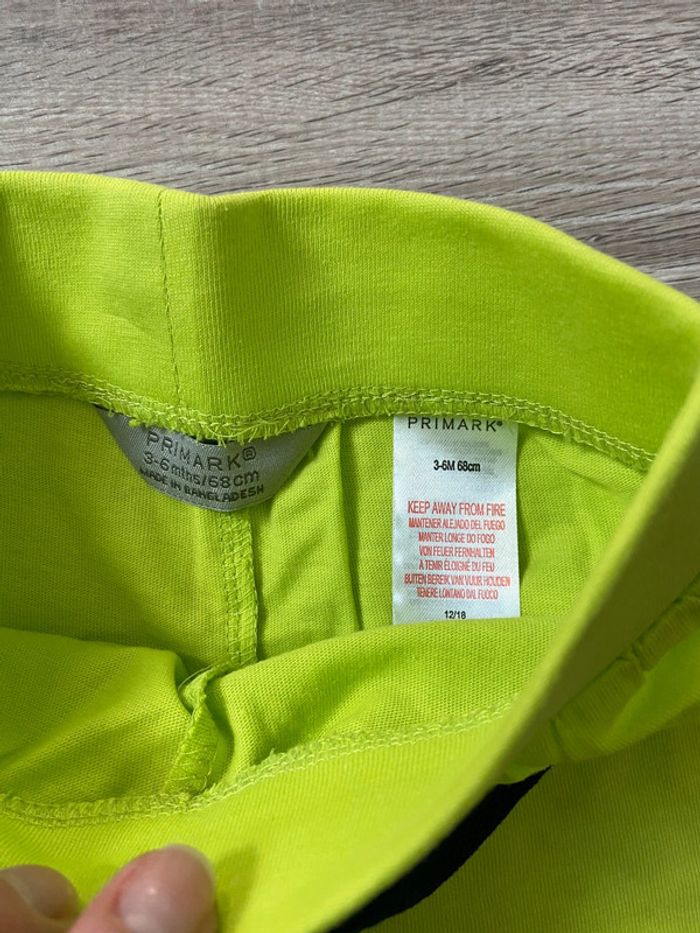 PRIMARK®
3-6 mths/68cm
MADE IN BANGLADESH
PRIMARK®
3-6M 68cm
KEEP AWAY FROM FIRE
MANTENER ALEJADO DEL FUEGO
MANTER LONGE DO FOGO
VON FEUER FERNHALTEN
À TENIR ÉLOIGNÉ DU FEU
BUITEN BEREIK VAN VUUR HOUDEN
TENERE LONTANO DAL FUOCO
12/18